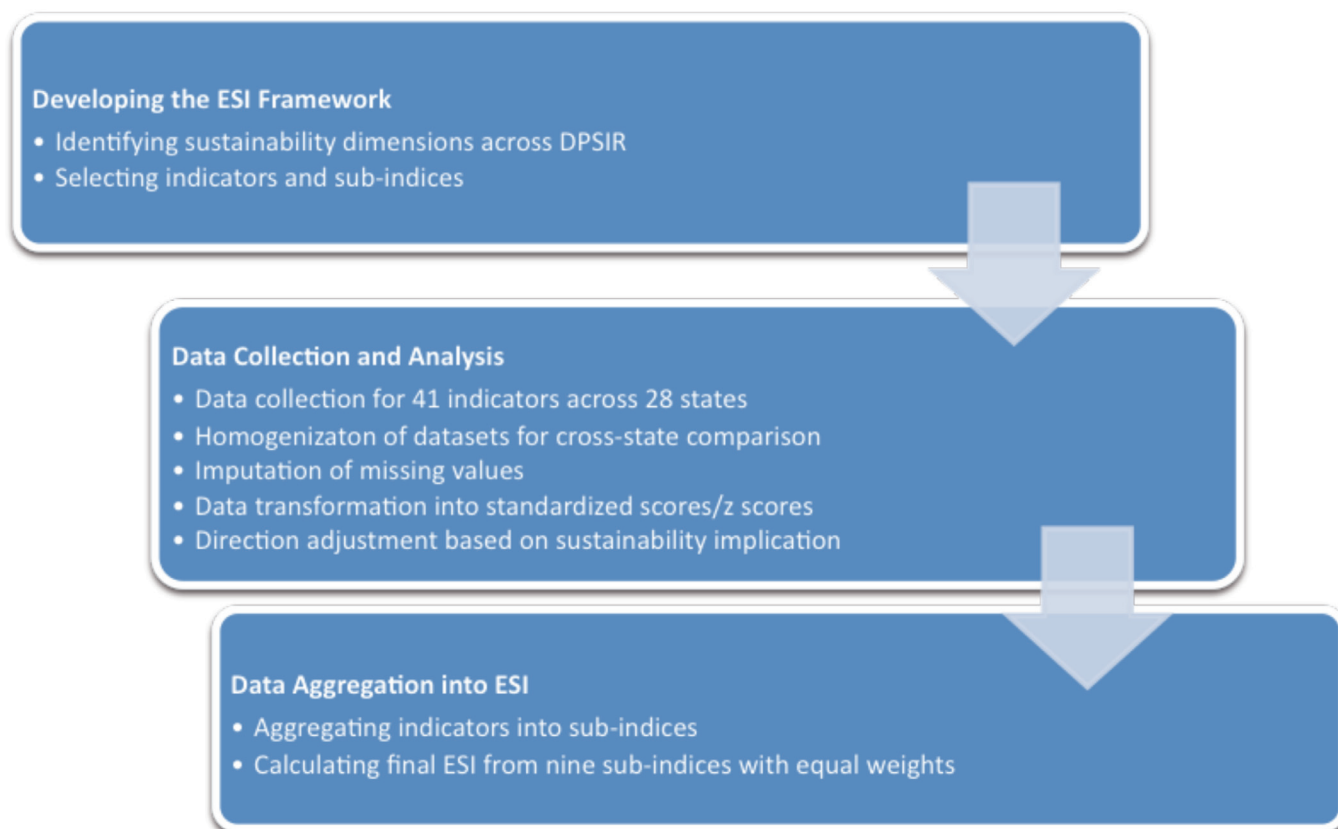 Developing the ESI Framework
• Identifying sustainability dimensions across DPSIR
• Selecting indicators and sub-indices
Data Collection and Analysis
• Data collection for 41 indicators across 28 states
• Homogenizaton of datasets for cross-state comparison
• Imputation of missing values
• Data transformation into standardized scores/z scores
• Direction adjustment based on sustainability implication
Data Aggregation into ESI
• Aggregating indicators into sub-indices
• Calculating final ESI from nine sub-indices with equal weights